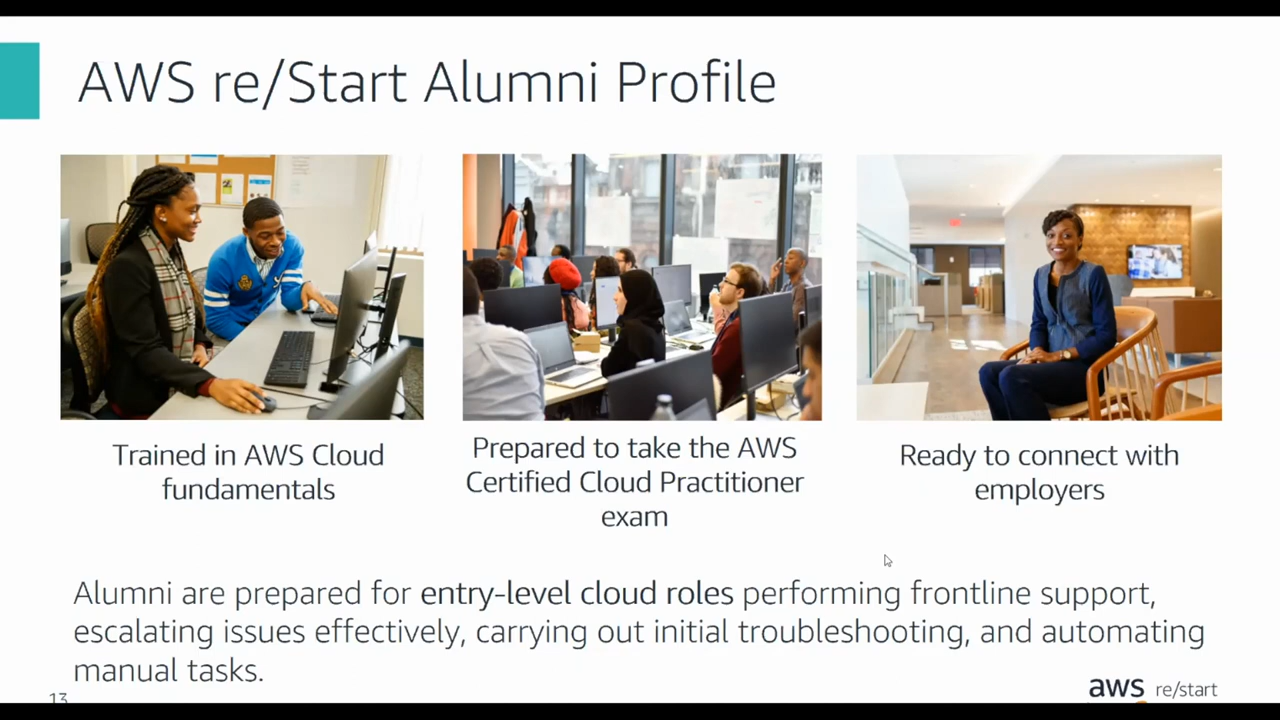 AWS re/Start Alumni Profile
Trained in AWS Cloud
fundamentals
Prepared to take the AWS
Certified Cloud Practitioner
exam
Ready to connect with
employers
Alumni are prepared for entry-level cloud roles performing frontline support,
escalating issues effectively, carrying out initial troubleshooting, and automating
manual tasks.
13
aws re/start